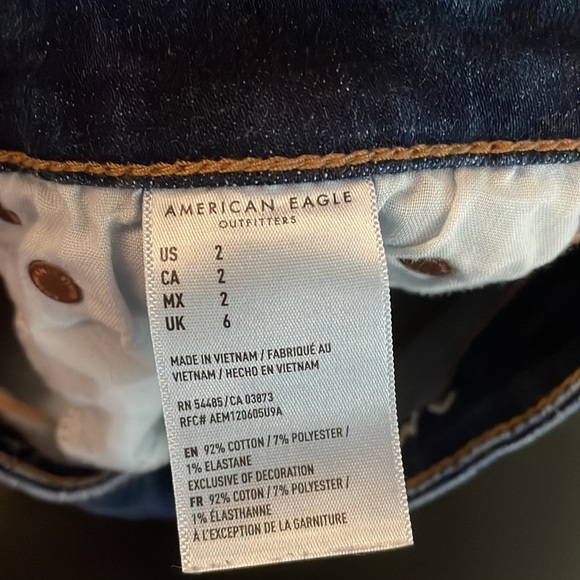 AMERICAN EAGLE
OUTFITTERS
US 2
CA 2
MX 2
UK 6
MADE IN VIETNAM / FABRIQUÉ AU
VIETNAM / HECHO EN VIETNAM
RN 54485 / CA 03873
RFC# AEM120605U9A
EN 92% COTTON / 7% POLYESTER /
1% ELASTANE
EXCLUSIVE OF DECORATION
FR 92% COTON / 7% POLYESTER /
1% ÉLASTHANNE
À L'EXCEPTION DE LA GARNITURE